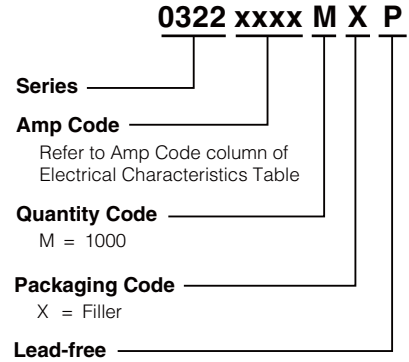 0322 xxxx M X P
Series
Amp Code
Refer to Amp Code column of
Electrical Characteristics Table
Quantity Code
M = 1000
Packaging Code
X = Filler
Lead-free